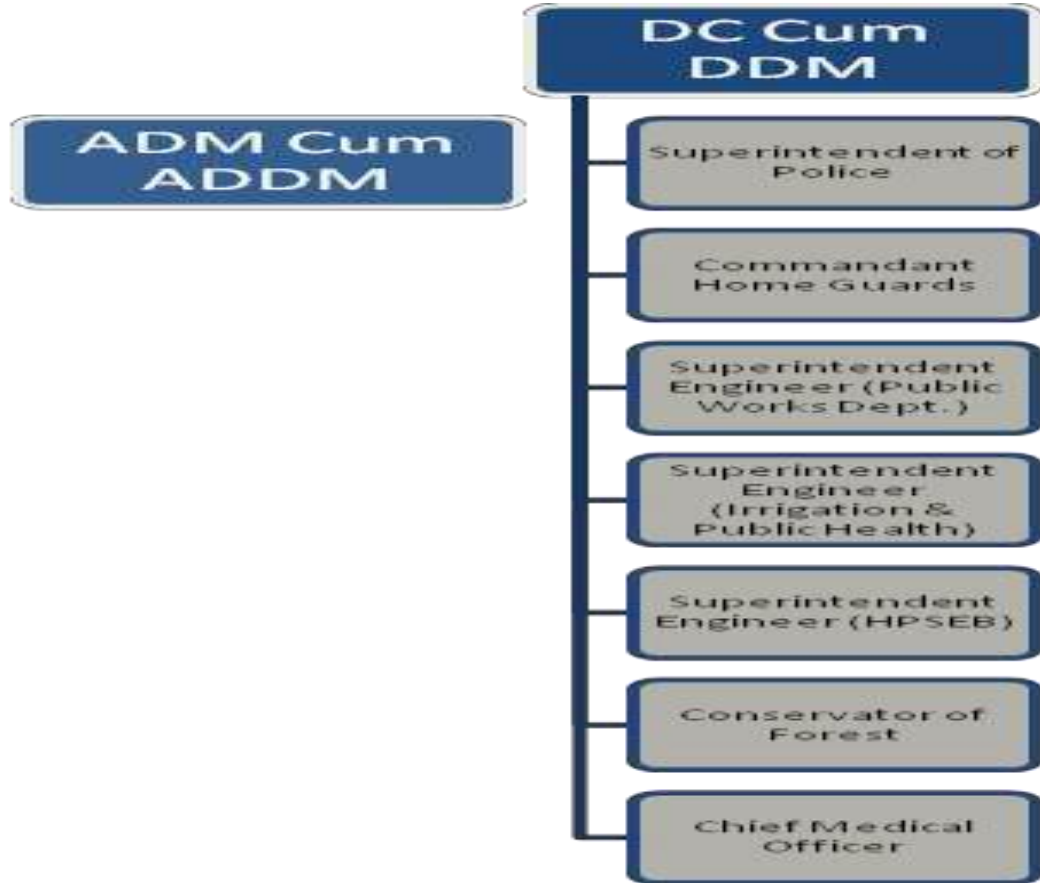 DC Cum
DDM
ADM Cum
ADDM
Superintendent of
Police
Commandant
Home Guards
Superintendent
Engineer (Public
Works Dept.)
Superintendent
Engineer
(Irrigation &
Public Health)
Superintendent
Engineer (HPSEB)
Conservator of
Forest
Chief Medical
Officer